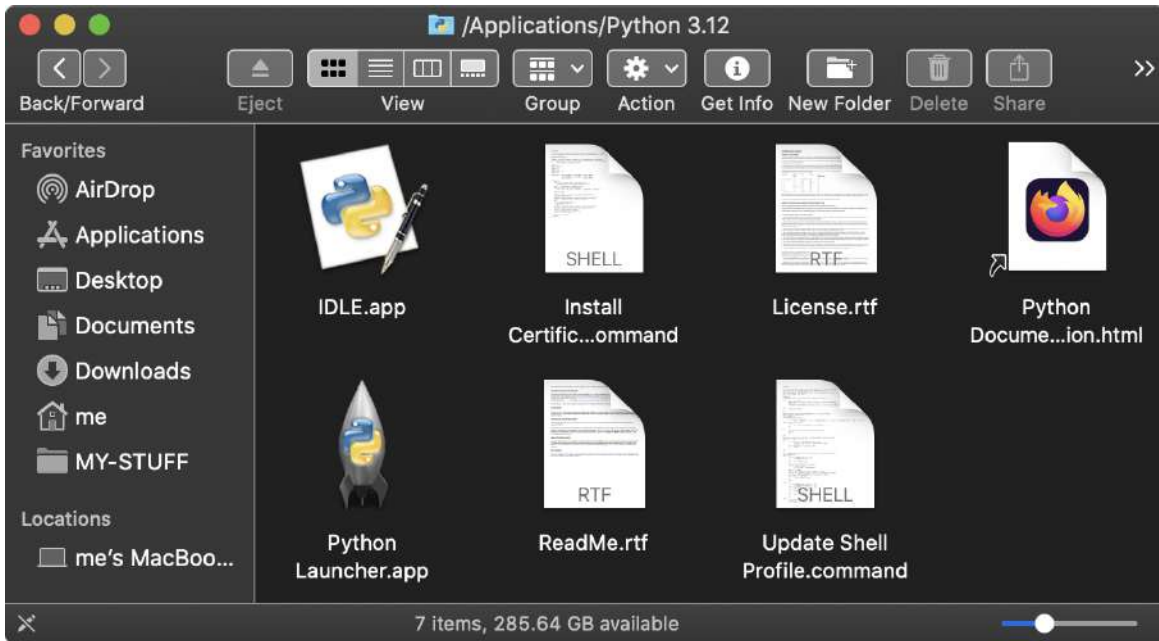 /Applications/Python 3.12
Back/Forward Eject View Group Action Get Info New Folder Delete Share
Favorites
AirDrop
Applications
Desktop
Documents
Downloads
me
MY-STUFF
Locations
me's MacBoo...
SHELL
RTF
IDLE.app
Install
Certific...ommand
License.rtf
Python
Docume...ion.html
RTF
SHELL
Python
Launcher.app
ReadMe.rtf
Update Shell
Profile.command
7 items, 285.64 GB available